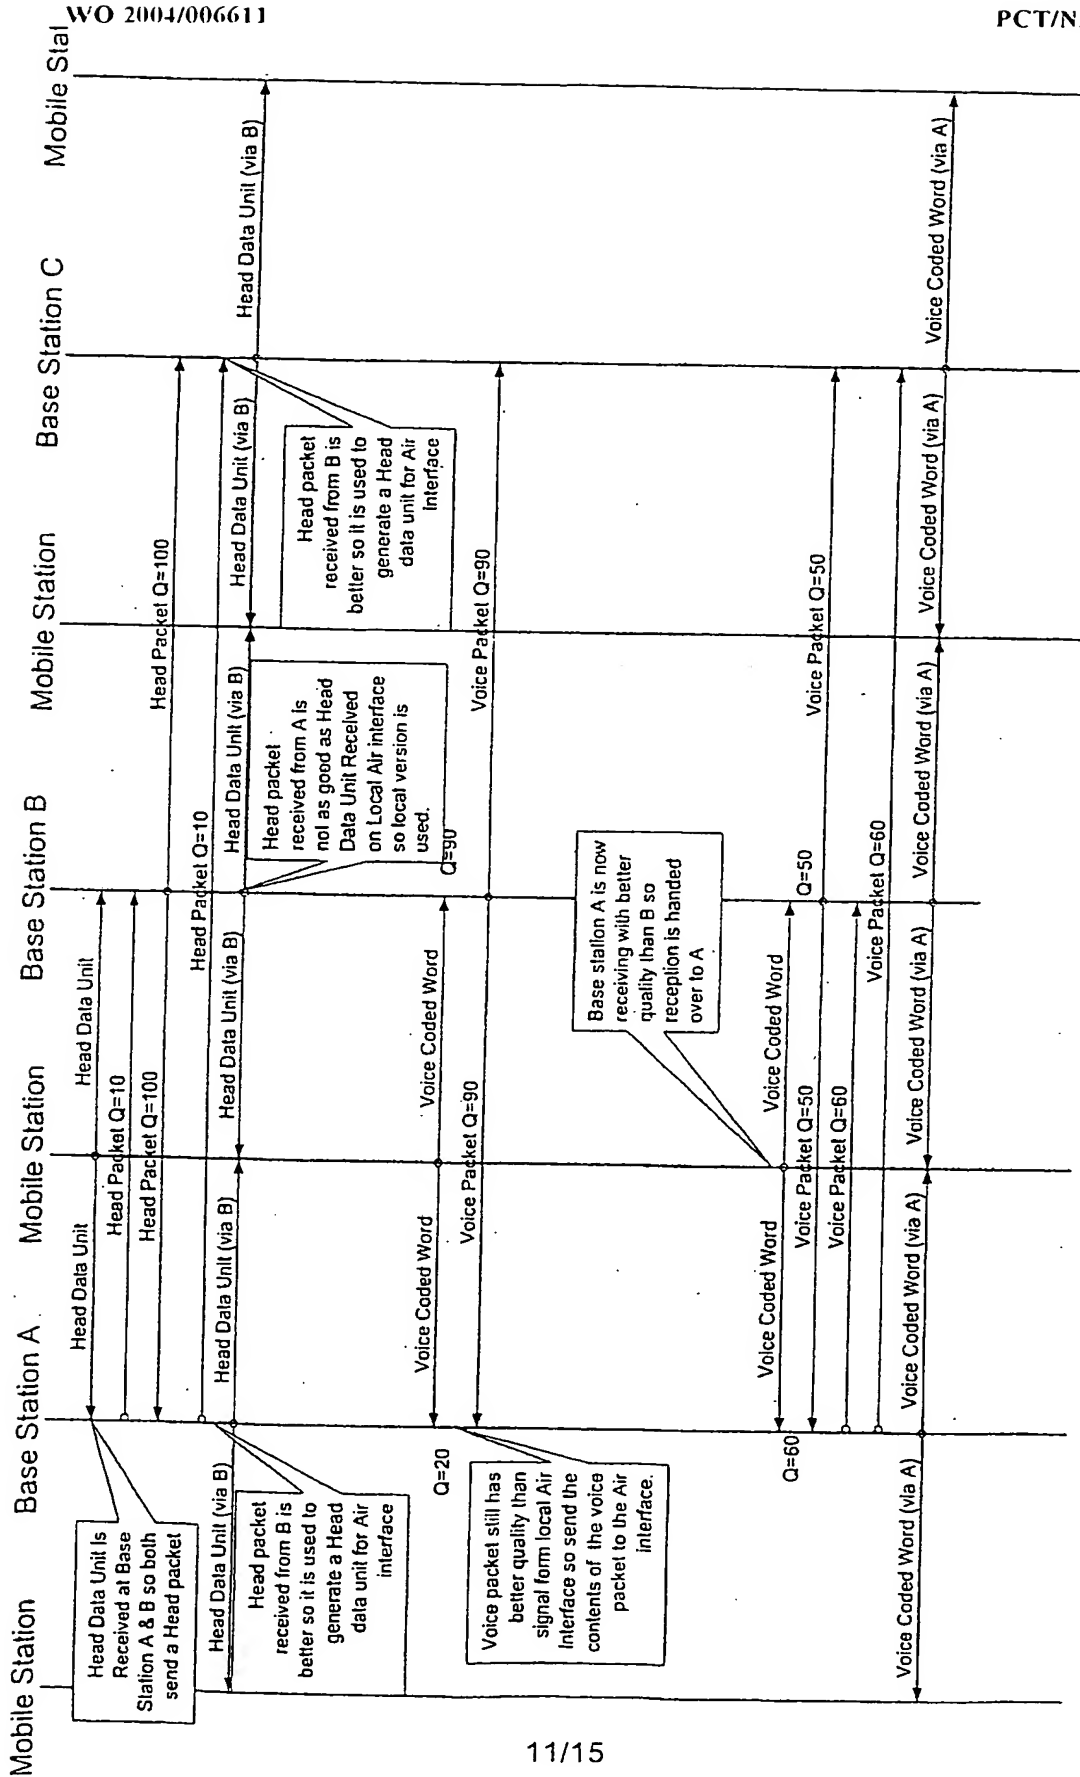 WO 2004/006611
PCT/N
Mobile Station
Base Station A
Mobile Station
Base Station B
Mobile Station
Base Station C
Mobile Stat
Head Data Unit
Head Data Unit
Head Packet Q=10
Head Packet Q=100
Head Packet Q=100
Head Packet Q=10
Head Data Unit is
Received at Base
Station A & B so both
send a Head packet
Head Data Unit (via B)
Head Data Unit (via B)
Head Data Unit (via B)
Head Data Unit (via B)
Head Data Unit (via B)
Head Data Unit (via B)
Head packet
received from B is
better so it is used to
generate a Head
data unit for Air
interface
Head packet
received from A is
not as good as Head
Data Unit Received
on Local Air interface
so local version is
used.
Head packet
received from B is
better so it is used to
generate a Head
data unit for Air
Interface
Q=20
Voice Coded Word
Voice Coded Word
Q=90
Voice Packet Q=90
Voice Packet Q=90
Voice packet still has
better quality than
signal form local Air
Interface so send the
contents of the voice
packet to the Air
interface.
Base station A is now
receiving with better
quality than B so
reception is handed
over to A
Q=60
Voice Coded Word
Voice Coded Word
Q=50
Voice Packet Q=50
Voice Packet Q=50
Voice Packet Q=60
Voice Packet Q=60
Voice Coded Word (via A)
Voice Coded Word (via A)
Voice Coded Word (via A)
Voice Coded Word (via A)
Voice Coded Word (via A)
Voice Coded Word (via A)
11/15